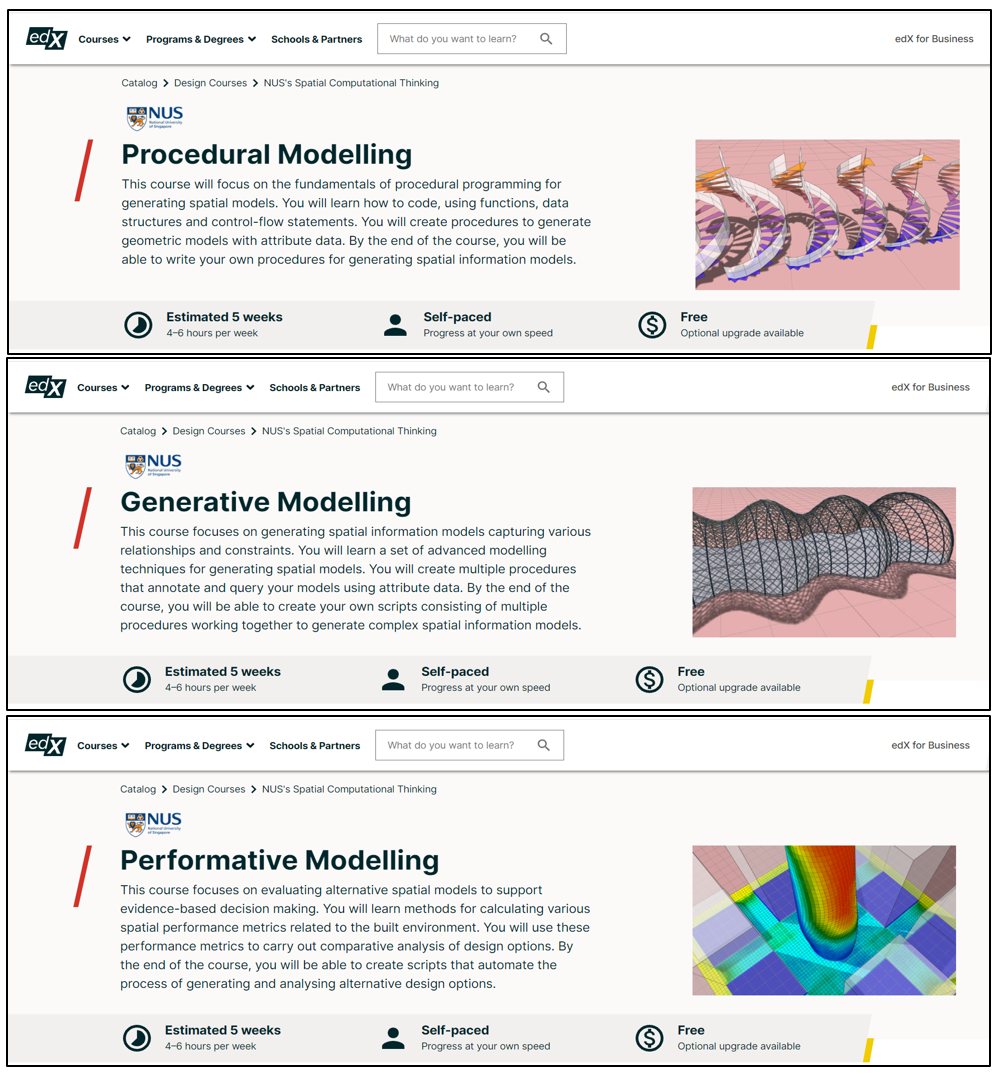 edX Courses Programs & Degrees Schools & Partners What do you want to learn? edX for Business
Catalog Design Courses NUS's Spatial Computational Thinking
NUS
National University
of Singapore
Procedural Modelling
This course will focus on the fundamentals of procedural programming for
generating spatial models. You will learn how to code, using functions, data
structures and control-flow statements. You will create procedures to generate
geometric models with attribute data. By the end of the course, you will be
able to write your own procedures for generating spatial information models.
Estimated 5 weeks Self-paced Free
4–6 hours per week Progress at your own speed Optional upgrade available
edX Courses Programs & Degrees Schools & Partners What do you want to learn? edX for Business
Catalog Design Courses NUS's Spatial Computational Thinking
NUS
National University
of Singapore
Generative Modelling
This course focuses on generating spatial information models capturing various
relationships and constraints. You will learn a set of advanced modelling
techniques for generating spatial models. You will create multiple procedures
that annotate and query your models using attribute data. By the end of the
course, you will be able to create your own scripts consisting of multiple
procedures working together to generate complex spatial information models.
Estimated 5 weeks Self-paced Free
4–6 hours per week Progress at your own speed Optional upgrade available
edX Courses Programs & Degrees Schools & Partners What do you want to learn? edX for Business
Catalog Design Courses NUS's Spatial Computational Thinking
NUS
National University
of Singapore
Performative Modelling
This course focuses on evaluating alternative spatial models to support
evidence-based decision making. You will learn methods for calculating various
spatial performance metrics related to the built environment. You will use these
performance metrics to carry out comparative analysis of design options. By
the end of the course, you will be able to create scripts that automate the
process of generating and analysing alternative design options.
Estimated 5 weeks Self-paced Free
4–6 hours per week Progress at your own speed Optional upgrade available